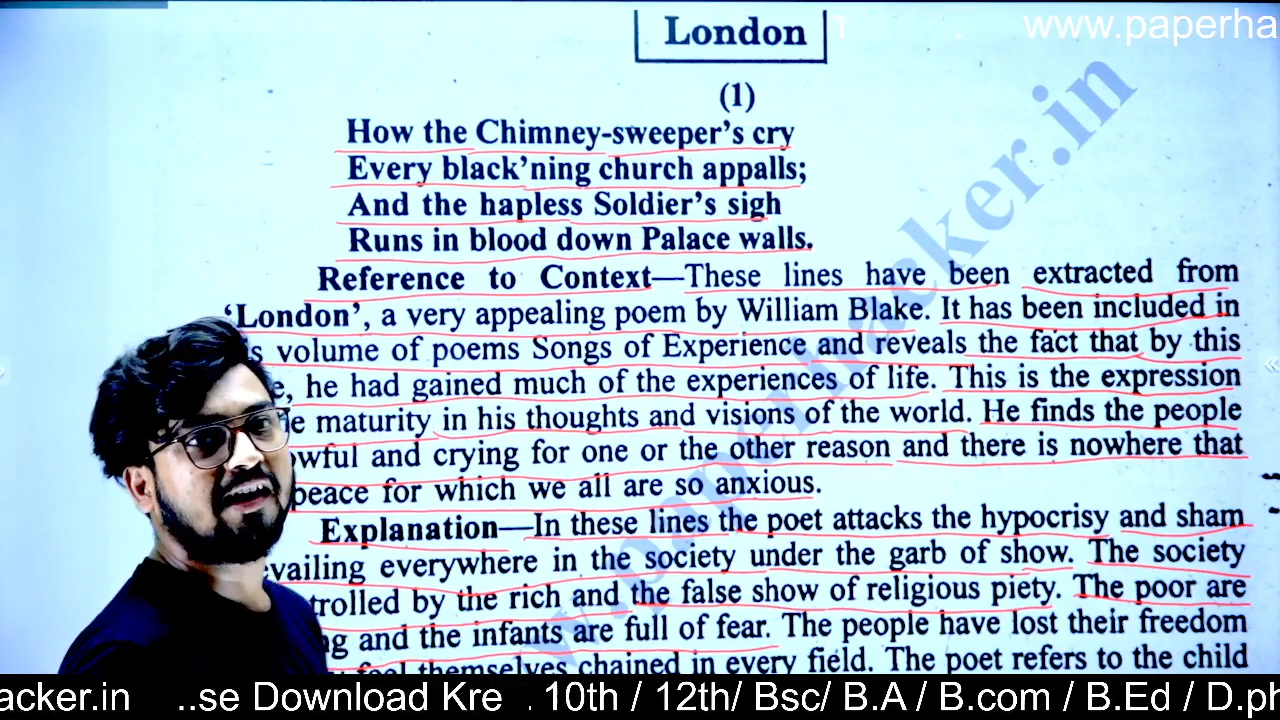 London
www.paperha
(1)
How the Chimney-sweeper's cry
Every black'ning church appalls;
And the hapless Soldier's sigh
Runs in blood down Palace walls.
Reference to Context—These lines have been extracted from
'London', a very appealing poem by William Blake. It has been included in
s volume of poems Songs of Experience and reveals the fact that by this
e, he had gained much of the experiences of life. This is the expression
e maturity in his thoughts and visions of the world. He finds the people
owful and crying for one or the other reason and there is nowhere that
peace for which we all are so anxious.
Explanation—In these lines the poet attacks the hypocrisy and sham
evailing everywhere in the society under the garb of show. The society
trolled by the rich and the false show of religious piety. The poor are
ng and the infants are full of fear. The people have lost their freedom
feel themselves chained in every field. The poet refers to the child
www.paperhacker.in
acker.in ..se Download Kre . 10th / 12th/ Bsc/ B.A / B.com / B.Ed / D.ph